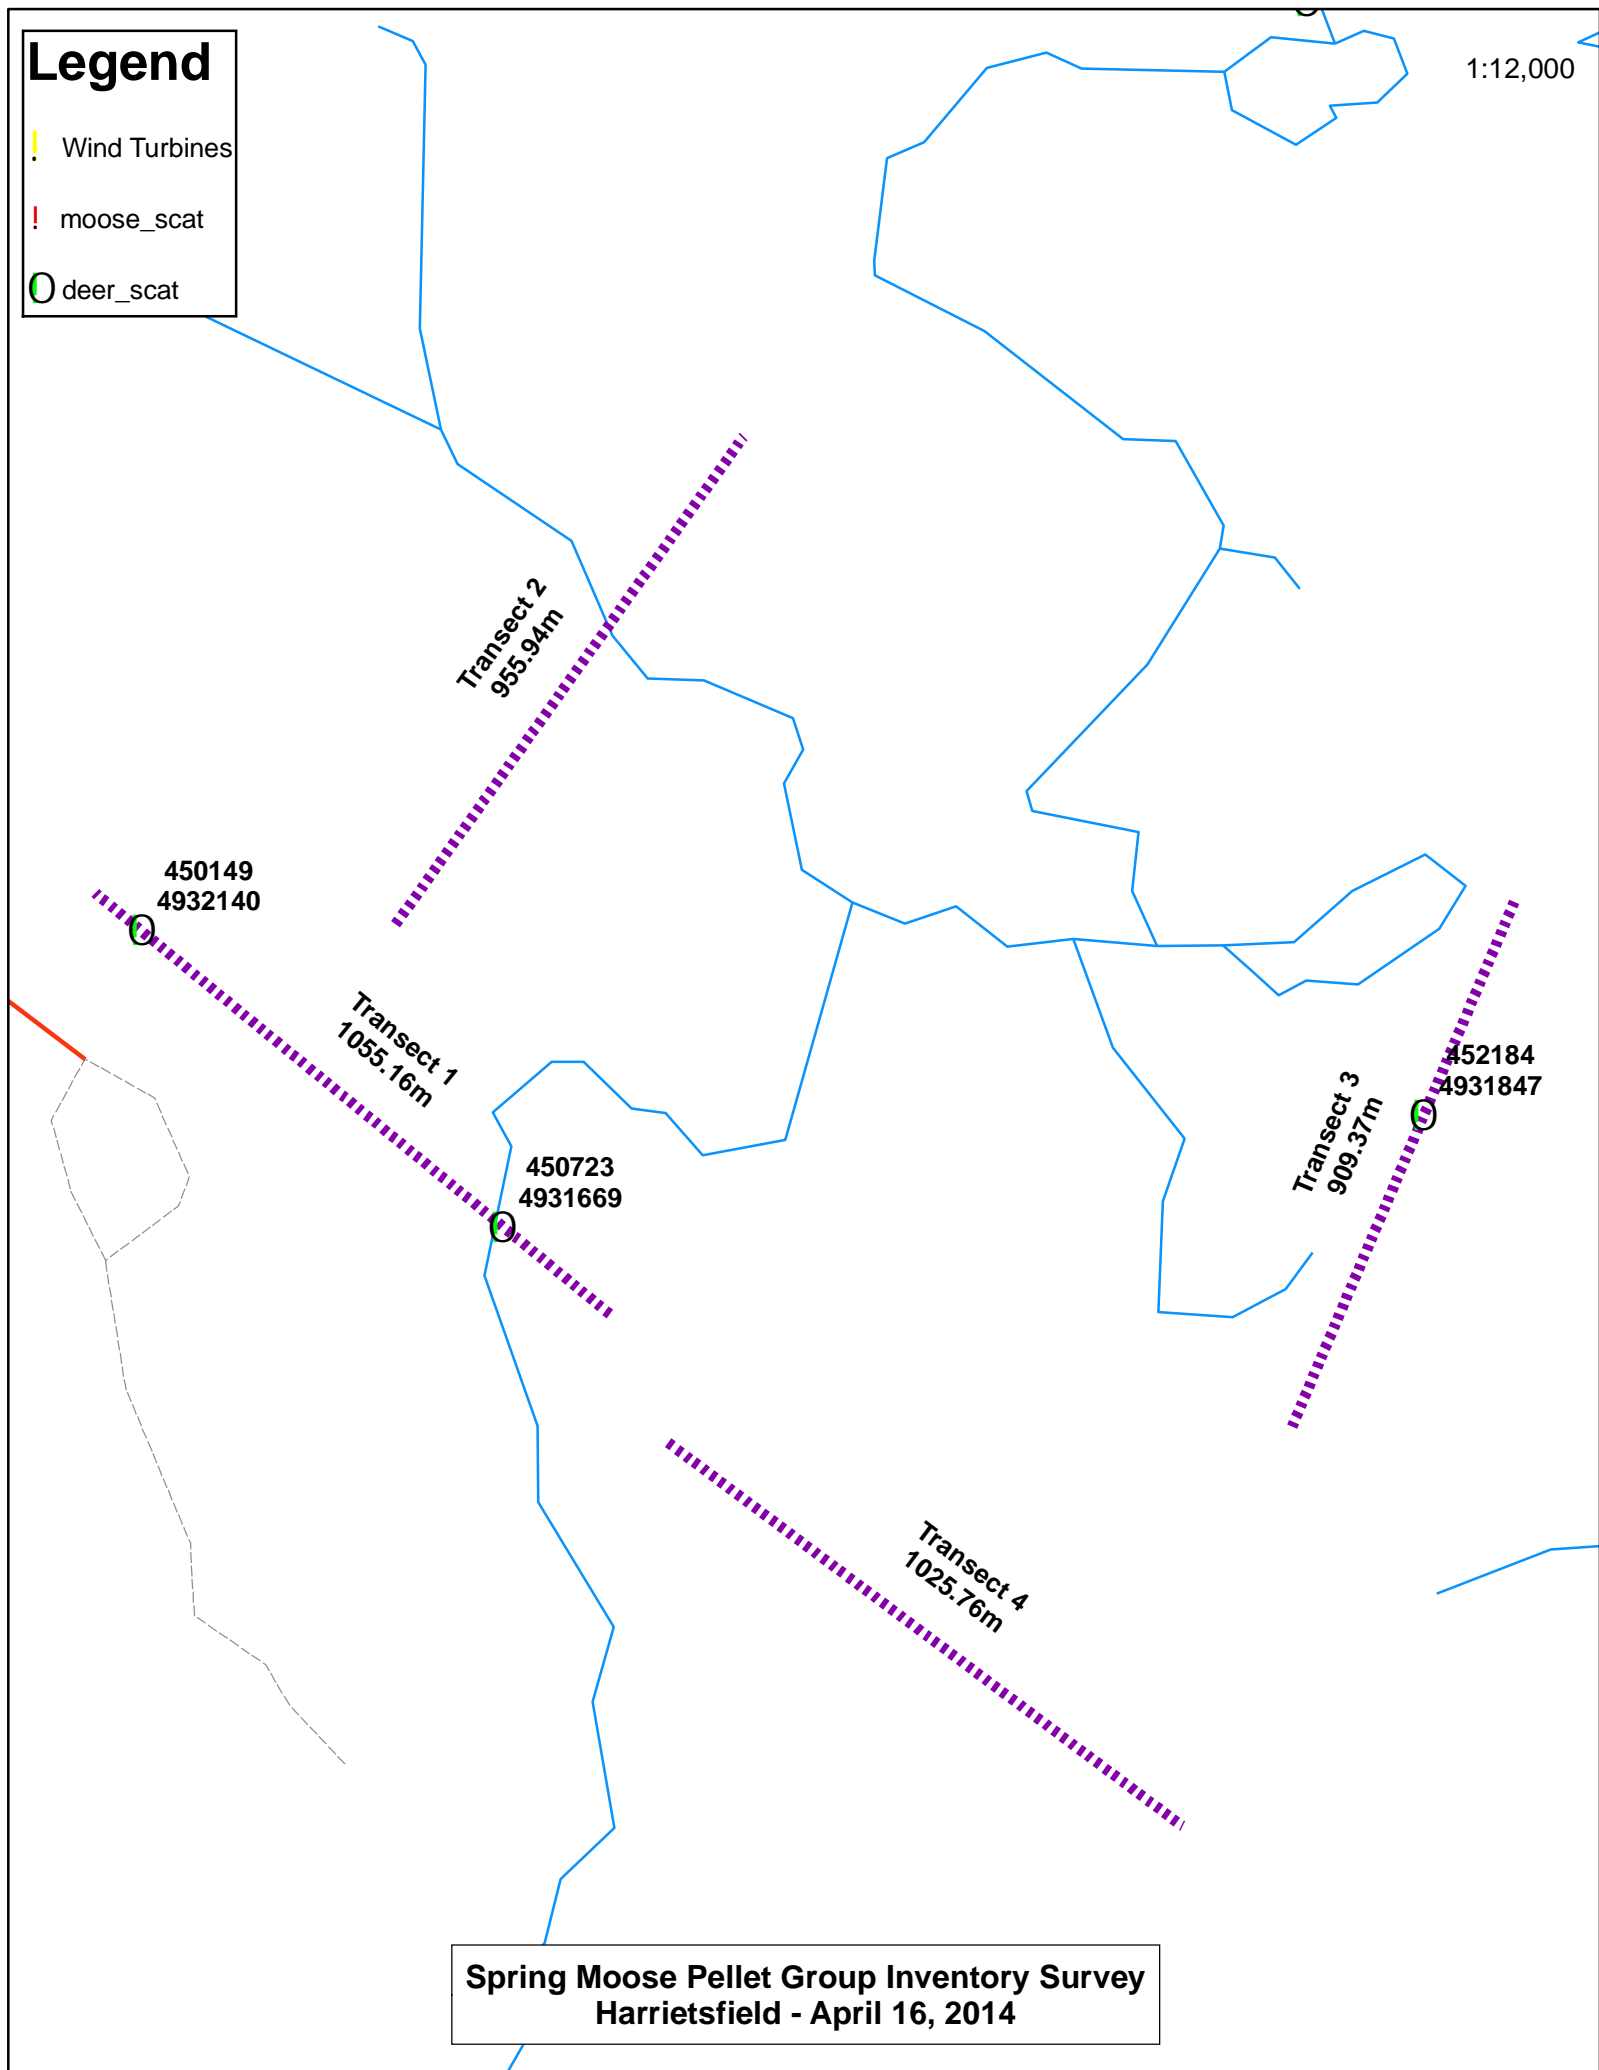 Legend
Wind Turbines
moose_scat
deer_scat
1:12,000
Transect 2
955.94m
450149
4932140
Transect 1
1055.16m
450723
4931669
452184
4931847
Transect 3
909.37m
Transect 4
1025.76m
Spring Moose Pellet Group Inventory Survey
Harrietsfield - April 16, 2014